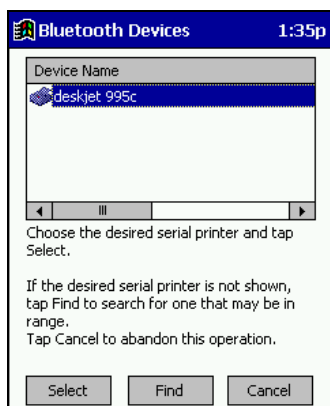 Bluetooth Devices 1:35p
Device Name
deskjet 995c
Choose the desired serial printer and tap
Select.
If the desired serial printer is not shown,
tap Find to search for one that may be in
range.
Tap Cancel to abandon this operation.
Select Find Cancel